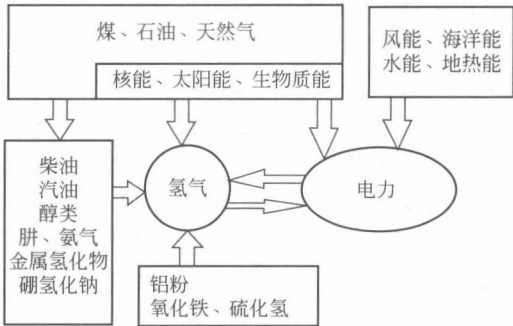 煤、石油、天然气
核能、太阳能、生物质能
风能、海洋能
水能、地热能
柴油
汽油
醇类
肼、氨气
金属氢化物
硼氢化钠
氢气
电力
铝粉
氧化铁、硫化氢